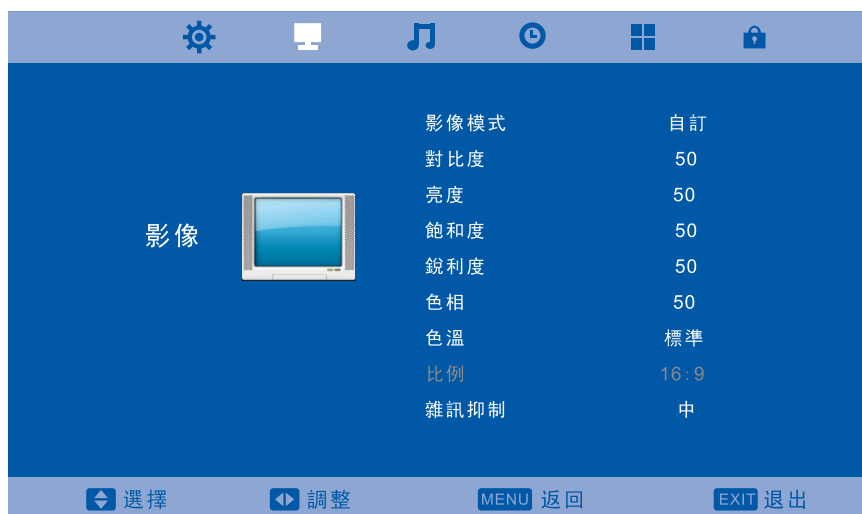 影像模式 自訂
對比度 50
亮度 50
飽和度 50
影像
銳利度 50
色相 50
色溫 標準
比例 16:9
雜訊抑制 中
選擇 調整 MENU 返回 EXIT 退出